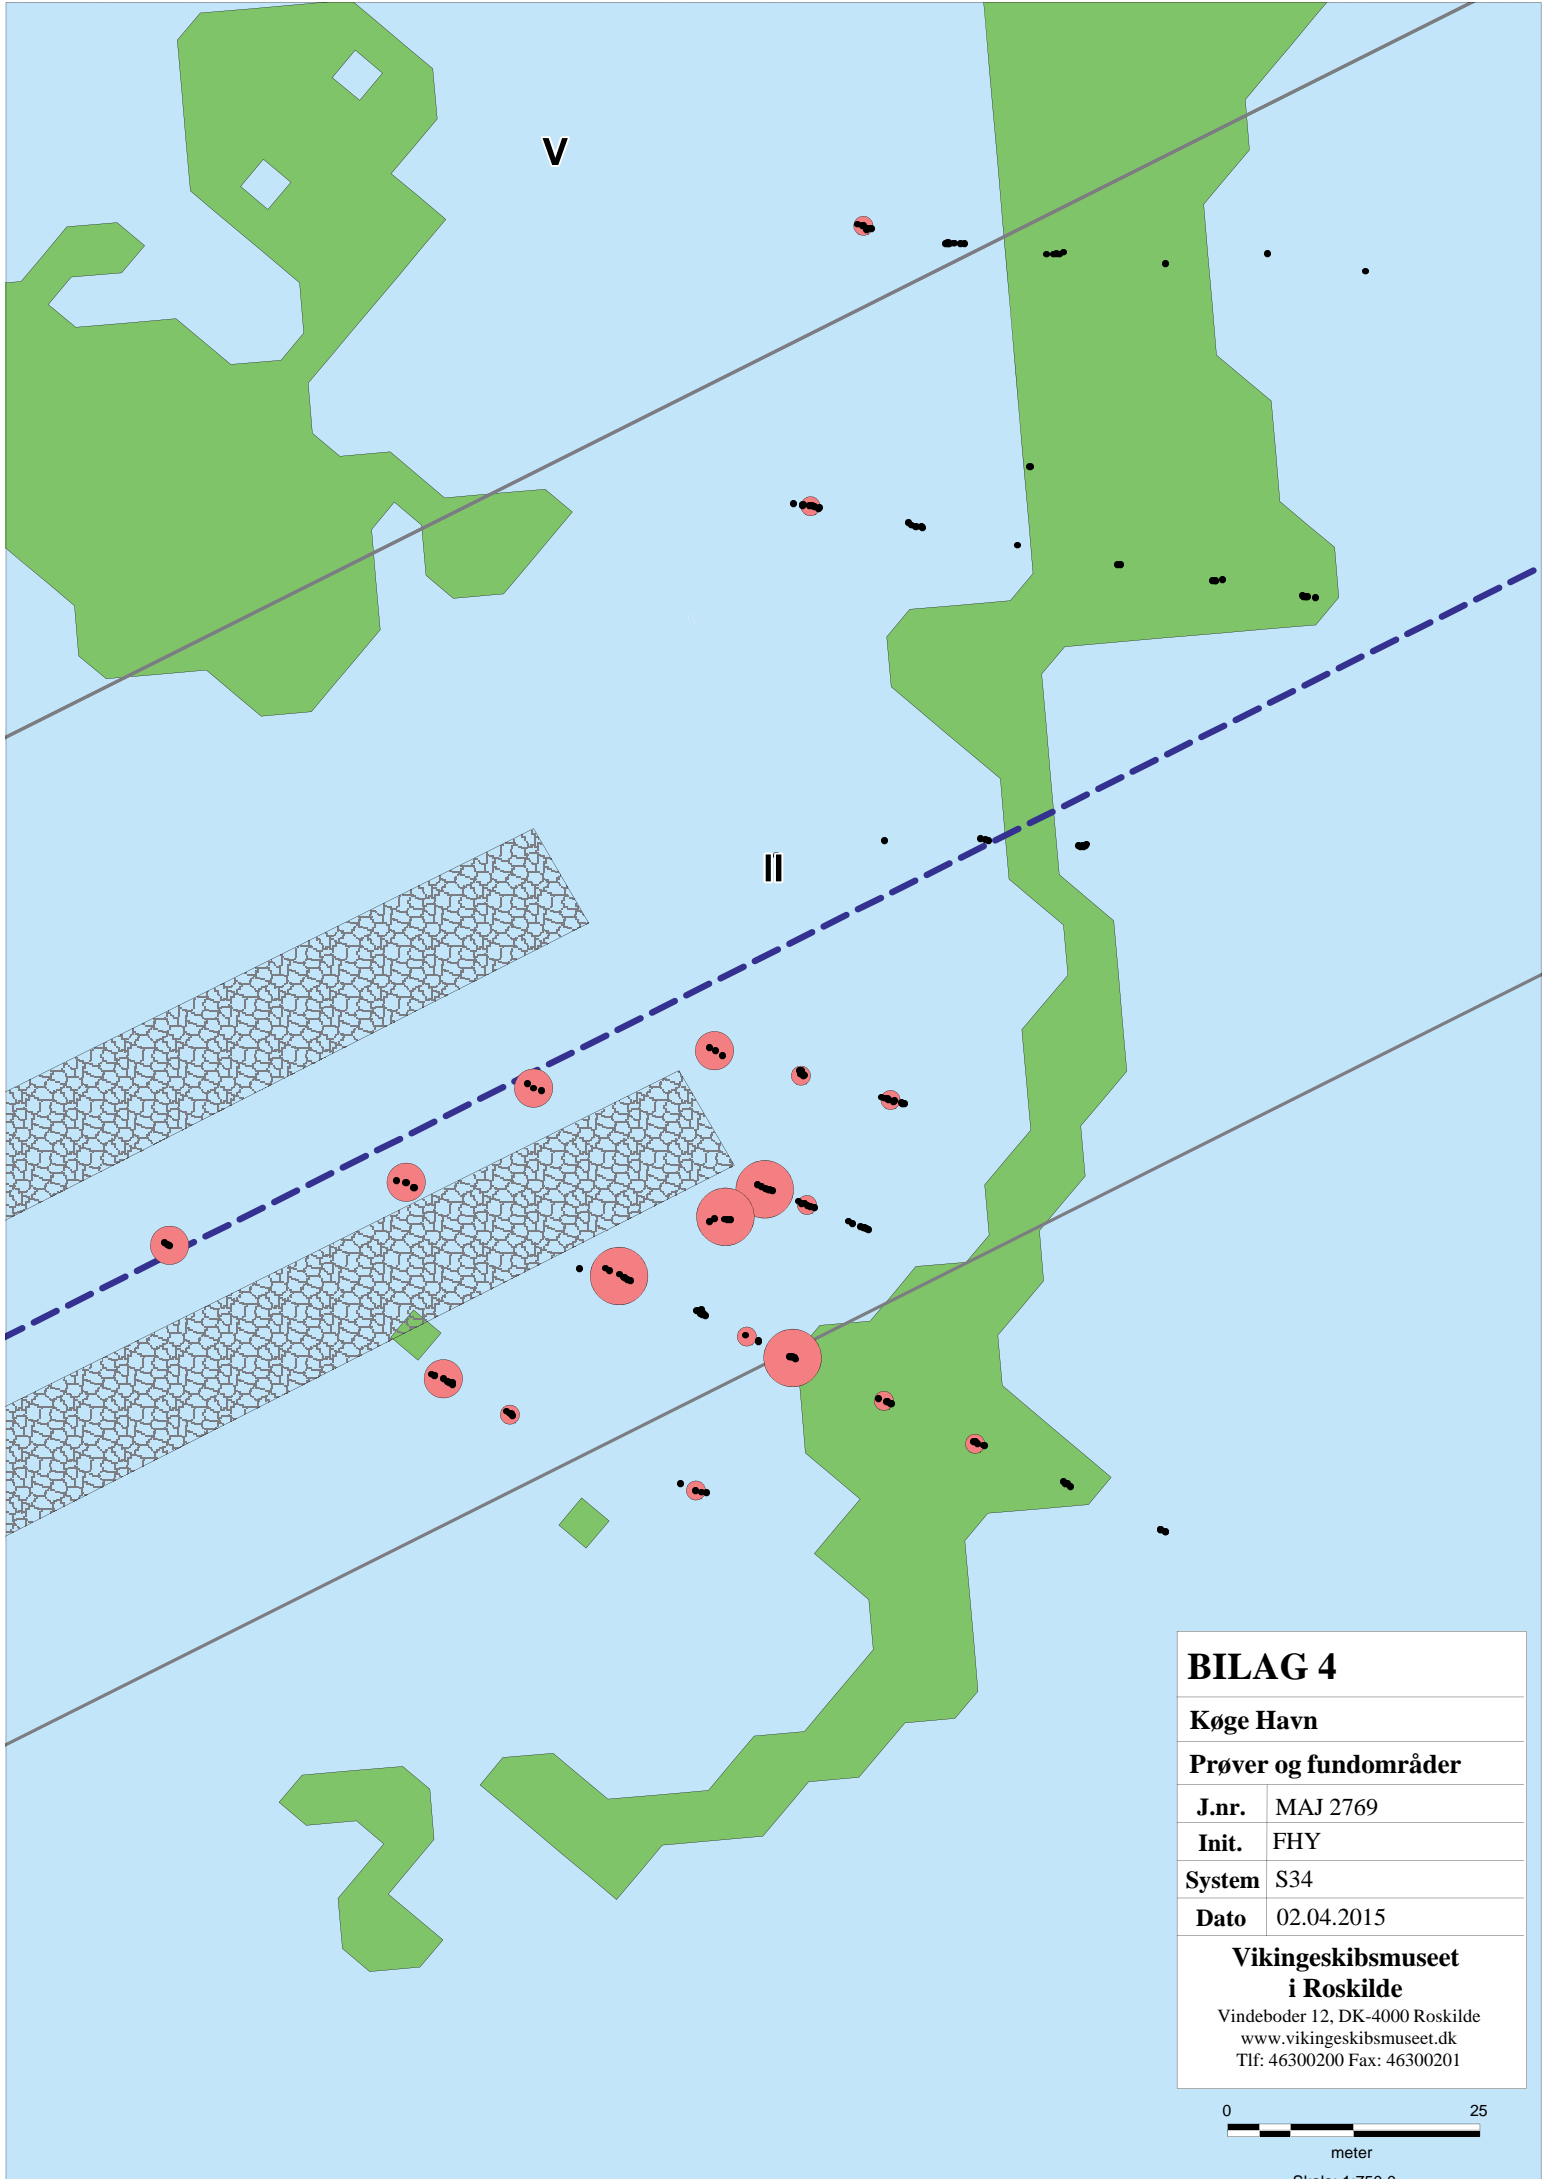 V
II
BILAG 4
Køge Havn
Prøver og fundområder
J.nr. MAJ 2769
Init. FHY
System S34
Dato 02.04.2015
Vikingeskibsmuseet
i Roskilde
Vindeboder 12, DK-4000 Roskilde
www.vikingeskibsmuseet.dk
Tlf: 46300200 Fax: 46300201
0 25
meter